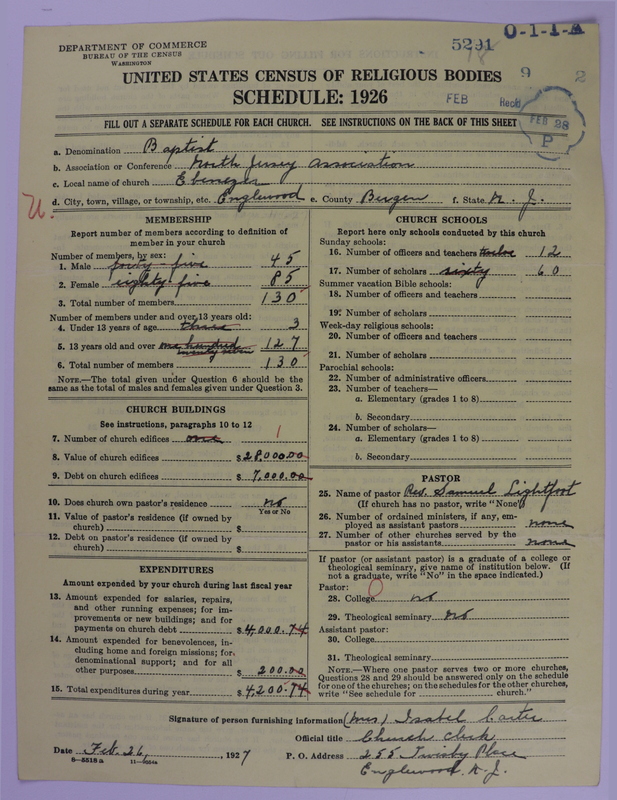 DEPARTMENT OF COMMERCE
BUREAU OF THE CENSUS
WASHINGTON
5291
0-1-1-A
UNITED STATES CENSUS OF RELIGIOUS BODIES
9 2
SCHEDULE: 1926
FEB Rec'd
FEB 28
P
FILL OUT A SEPARATE SCHEDULE FOR EACH CHURCH. SEE INSTRUCTIONS ON THE BACK OF THIS SHEET
a. Denomination Baptist
b. Association or Conference North Jersey Association
c. Local name of church Ebenezer
d. City, town, village, or township, etc. Englewood e. County Bergen f. State N. J.
U.
MEMBERSHIP
Report number of members according to definition of
member in your church
Number of members, by sex:
1. Male forty-five 45
2. Female eighty-five 85
3. Total number of members 130
Number of members under and over 13 years old:
4. Under 13 years of age three 3
5. 13 years old and over one hundred twenty seven 127
6. Total number of members 130
NOTE.—The total given under Question 6 should be the
same as the total of males and females given under Question 3.
CHURCH BUILDINGS
See instructions, paragraphs 10 to 12
7. Number of church edifices one 1
8. Value of church edifices $28,000.00
9. Debt on church edifices $7,000.00
10. Does church own pastor's residence no
Yes or No
11. Value of pastor's residence (if owned by
church) $
12. Debt on pastor's residence (if owned by
church) $
EXPENDITURES
Amount expended by your church during last fiscal year
13. Amount expended for salaries, repairs,
and other running expenses; for im-
provements or new buildings; and for
payments on church debt $4,000.74
14. Amount expended for benevolences, in-
cluding home and foreign missions; for
denominational support; and for all
other purposes $200.00
15. Total expenditures during year $4,200.74
CHURCH SCHOOLS
Report here only schools conducted by this church
Sunday schools:
16. Number of officers and teachers twelve 12
17. Number of scholars sixty 60
Summer vacation Bible schools:
18. Number of officers and teachers
19. Number of scholars
Week-day religious schools:
20. Number of officers and teachers
21. Number of scholars
Parochial schools:
22. Number of administrative officers
23. Number of teachers—
a. Elementary (grades 1 to 8)
b. Secondary
24. Number of scholars—
a. Elementary (grades 1 to 8)
b. Secondary
PASTOR
25. Name of pastor Rev. Samuel Lightfoot
(If church has no pastor, write "None")
26. Number of ordained ministers, if any, em-
ployed as assistant pastors none
27. Number of other churches served by the
pastor or his assistants none
If pastor (or assistant pastor) is a graduate of a college or
theological seminary, give name of institution below. (If
not a graduate, write "No" in the space indicated.)
Pastor:
28. College no
29. Theological seminary No
Assistant pastor:
30. College
31. Theological seminary
NOTE.—Where one pastor serves two or more churches,
Questions 28 and 29 should be answered only on the schedule
for one of the churches; on the schedules for the other churches,
write "See schedule for church."
Signature of person furnishing information (Mrs) Isabel Carter
Official title Church clerk
Date Feb. 26, 1927 P. O. Address 255 Place
8—5518 a Englewood. N. J.